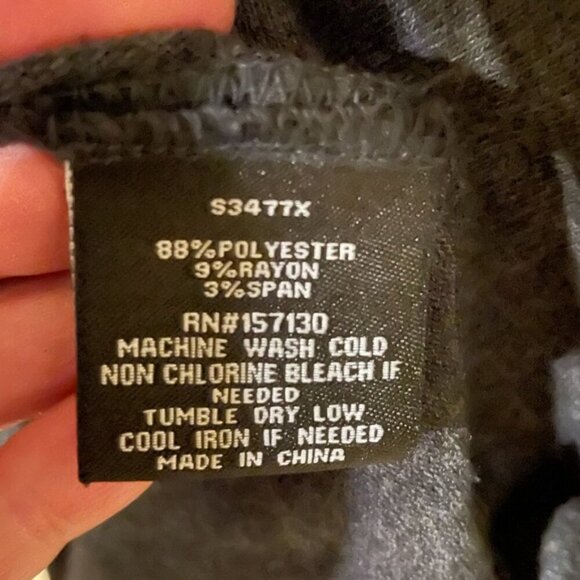 S3477X
88%POLYESTER
9%RAYON
3%SPAN
RN#157130
MACHINE WASH COLD
NON CHLORINE BLEACH IF
NEEDED
TUMBLE DRY LOW
COOL IRON IF NEEDED
MADE IN CHINA